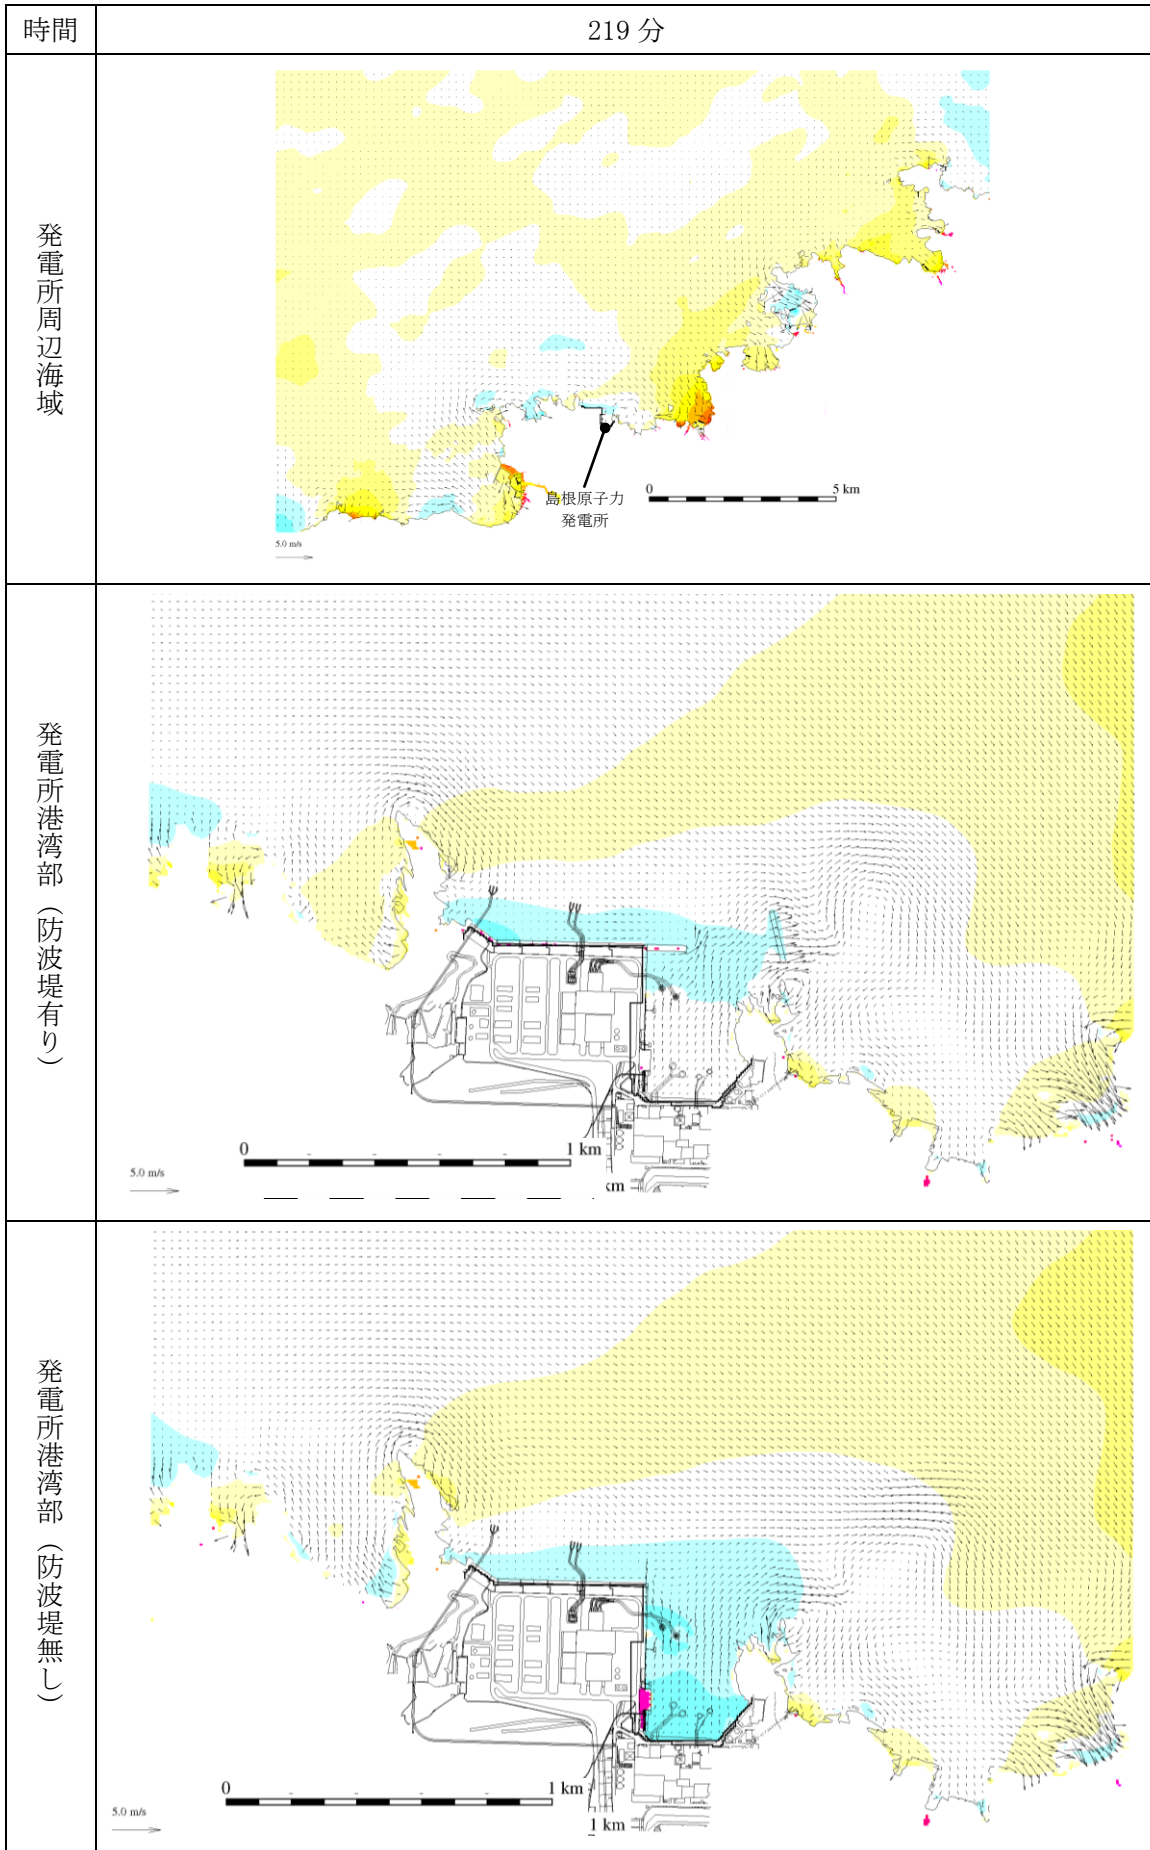 時間
219 分
発電所周辺海域
島根原子力
発電所
0
5 km
5.0 m/s
発電所港湾部（防波堤有り）
0
1 km
5.0 m/s
km
発電所港湾部（防波堤無し）
0
1 km
5.0 m/s
1 km